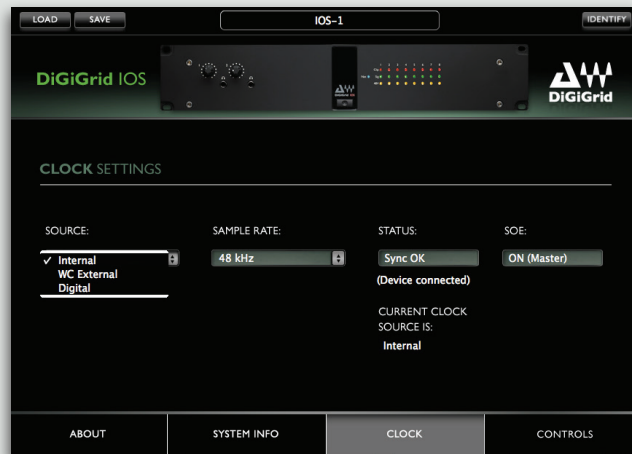 LOAD SAVE IOS-1 IDENTIFY
DiGiGrid IOS
DiGiGrid
CLOCK SETTINGS
SOURCE: SAMPLE RATE: STATUS: SOE:
✓ Internal 48 kHz Sync OK ON (Master)
WC External
Digital
(Device connected)
CURRENT CLOCK
SOURCE IS:
Internal
ABOUT SYSTEM INFO CLOCK CONTROLS